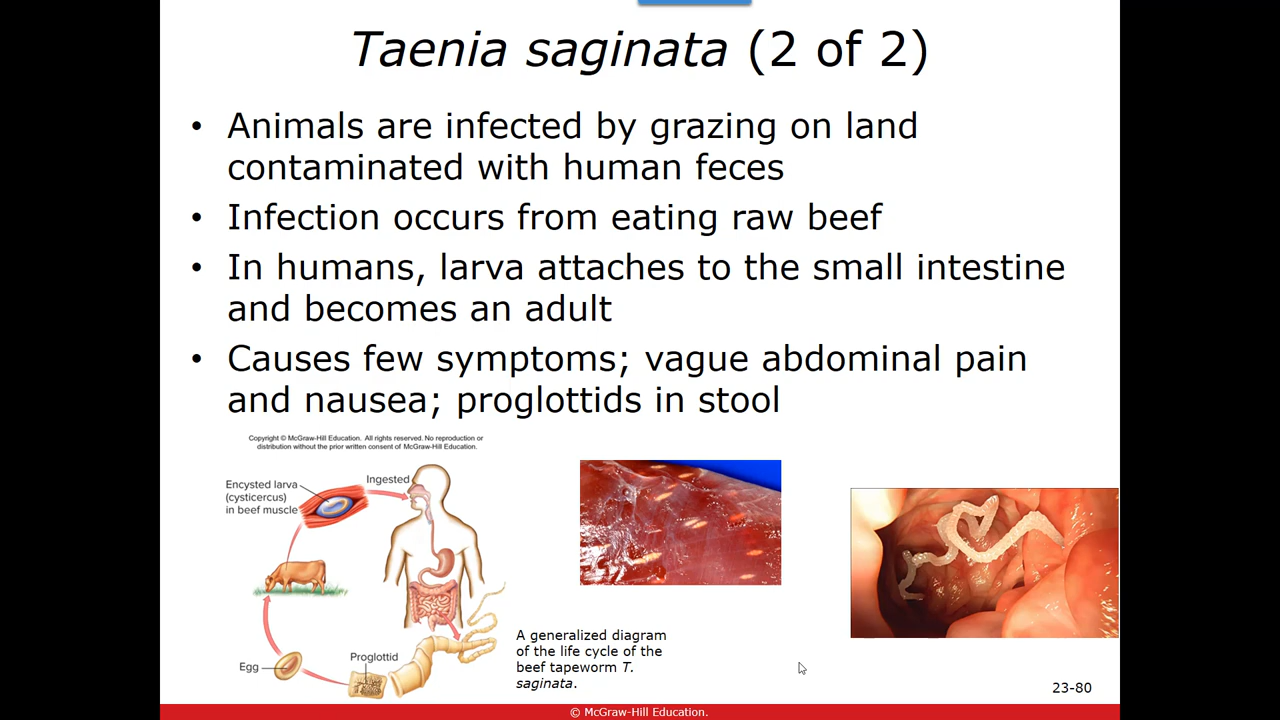 Taenia saginata (2 of 2)
• Animals are infected by grazing on land
contaminated with human feces
• Infection occurs from eating raw beef
• In humans, larva attaches to the small intestine
and becomes an adult
• Causes few symptoms; vague abdominal pain
and nausea; proglottids in stool
Copyright © McGraw-Hill Education. All rights reserved. No reproduction or
distribution without the prior written consent of McGraw-Hill Education.
Encysted larva
(cysticercus)
in beef muscle
Ingested
Egg
Proglottid
A generalized diagram
of the life cycle of the
beef tapeworm T.
saginata.
23-80
© McGraw-Hill Education.